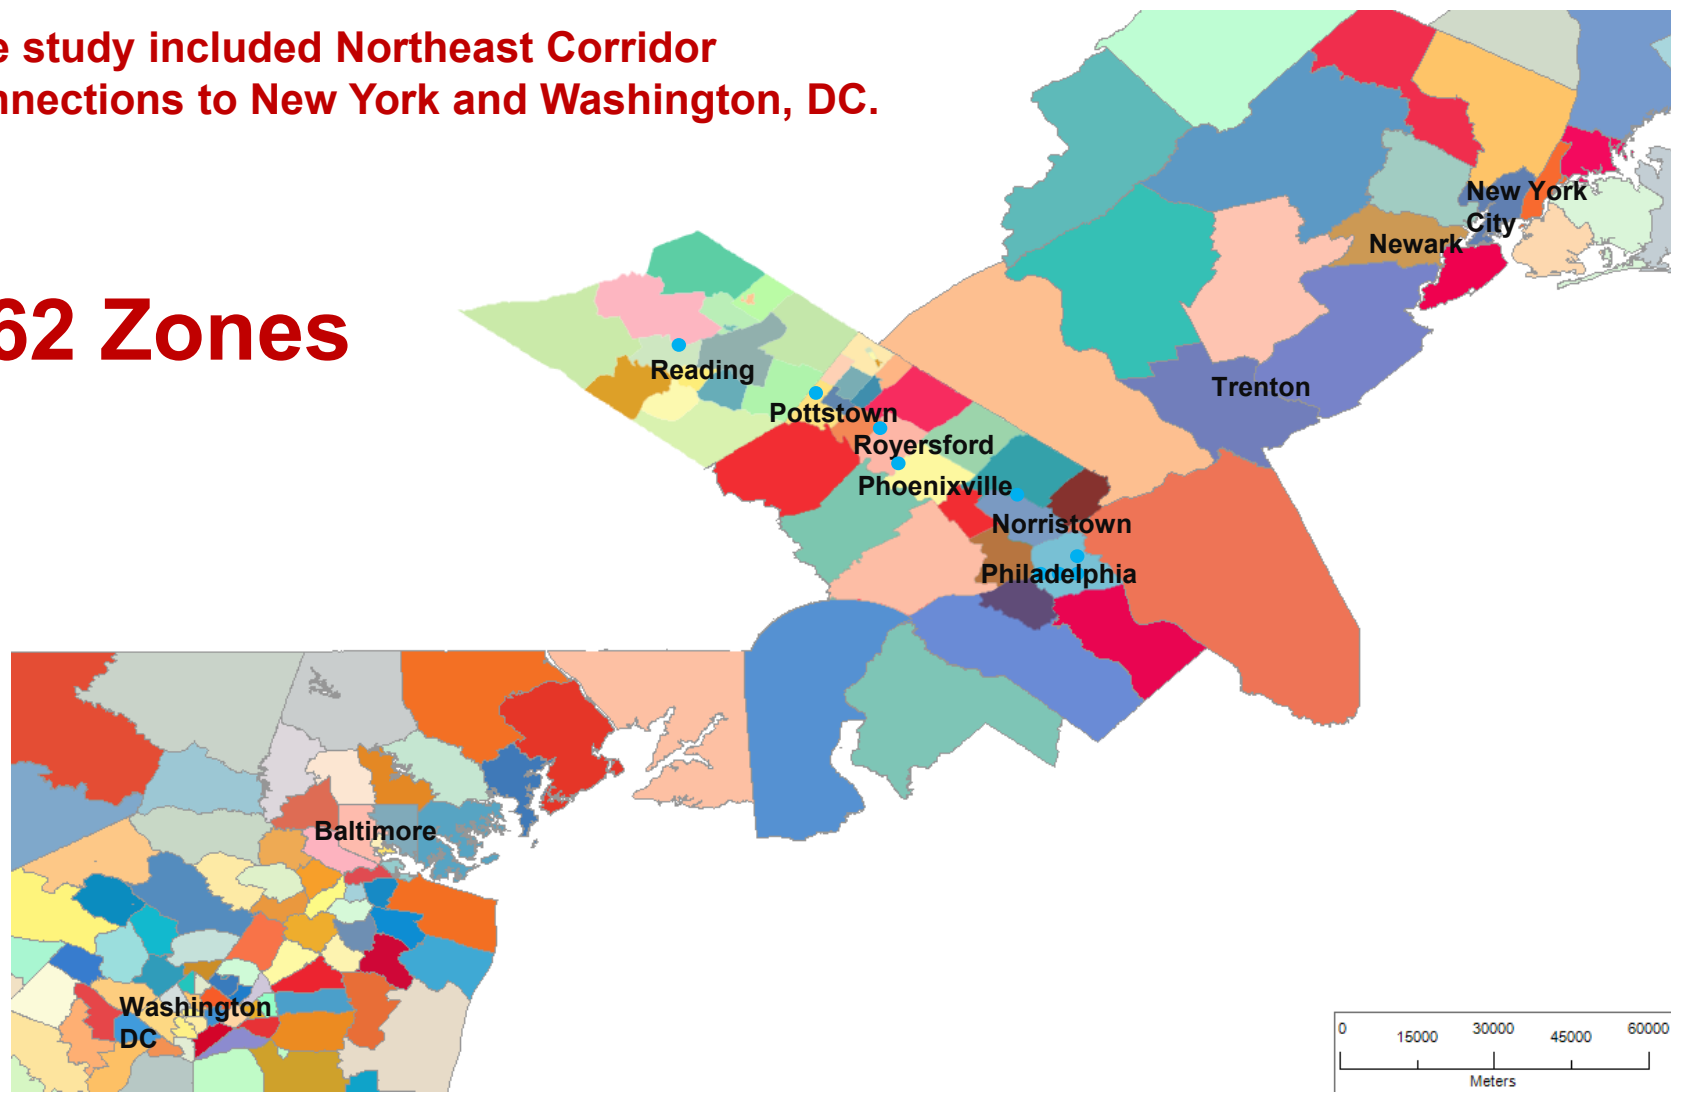 e study included Northeast Corridor
nnections to New York and Washington, DC.
62 Zones
New York
City
Newark
Trenton
Reading
Pottstown
Royersford
Phoenixville
Norristown
Philadelphia
Baltimore
Washington
DC
0 15000 30000 45000 60000
Meters